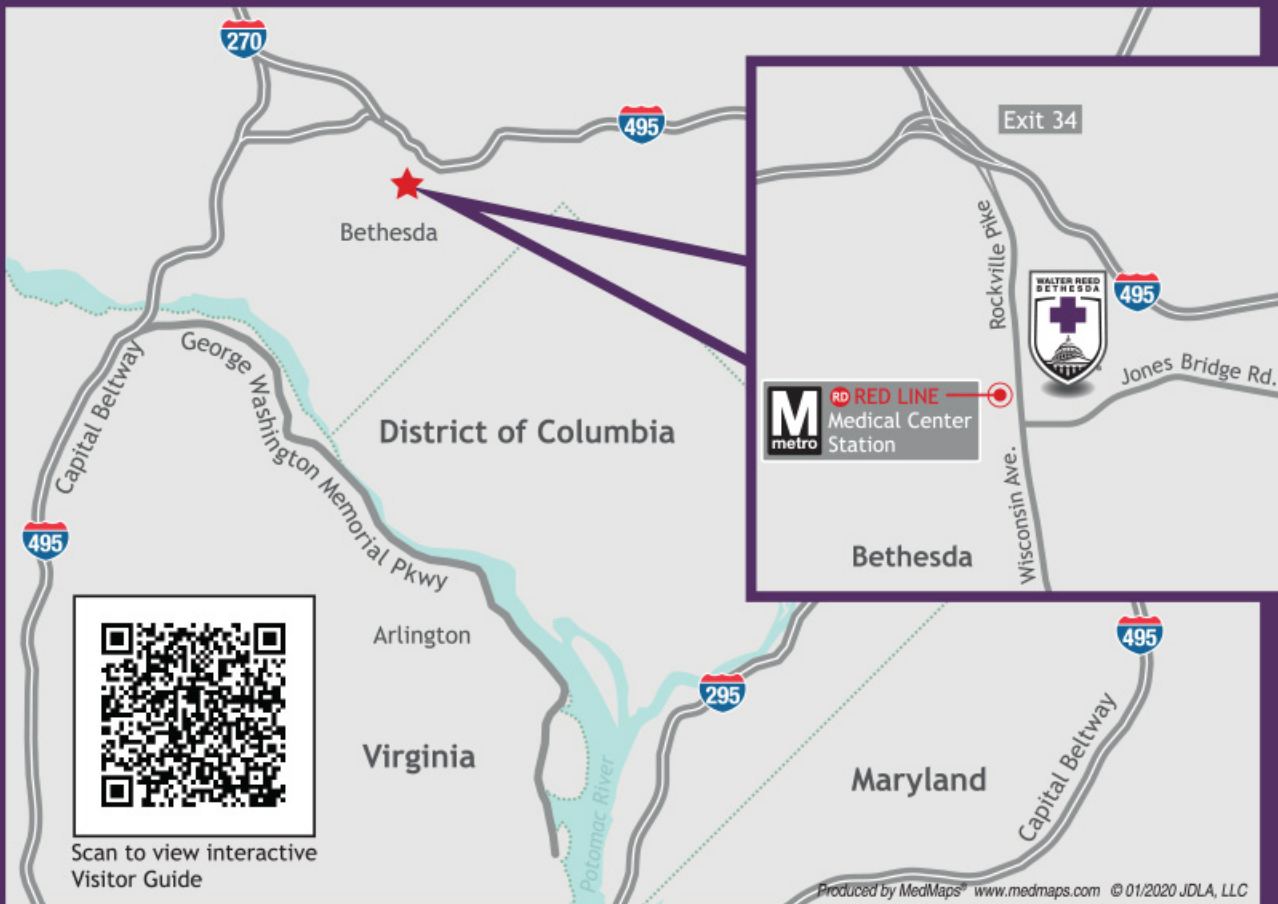 270
495
Exit 34
Bethesda
Rockville Pike
WALTER REED
BETHESDA
495
Jones Bridge Rd.
George Washington Memorial Pkwy
Capital Beltway
RD RED LINE
M
metro
Medical Center
Station
District of Columbia
Wisconsin Ave.
495
Bethesda
Arlington
495
295
Virginia
Maryland
Potomac River
Capital Beltway
Scan to view interactive
Visitor Guide
Produced by MedMaps® www.medmaps.com © 01/2020 JDLA, LLC